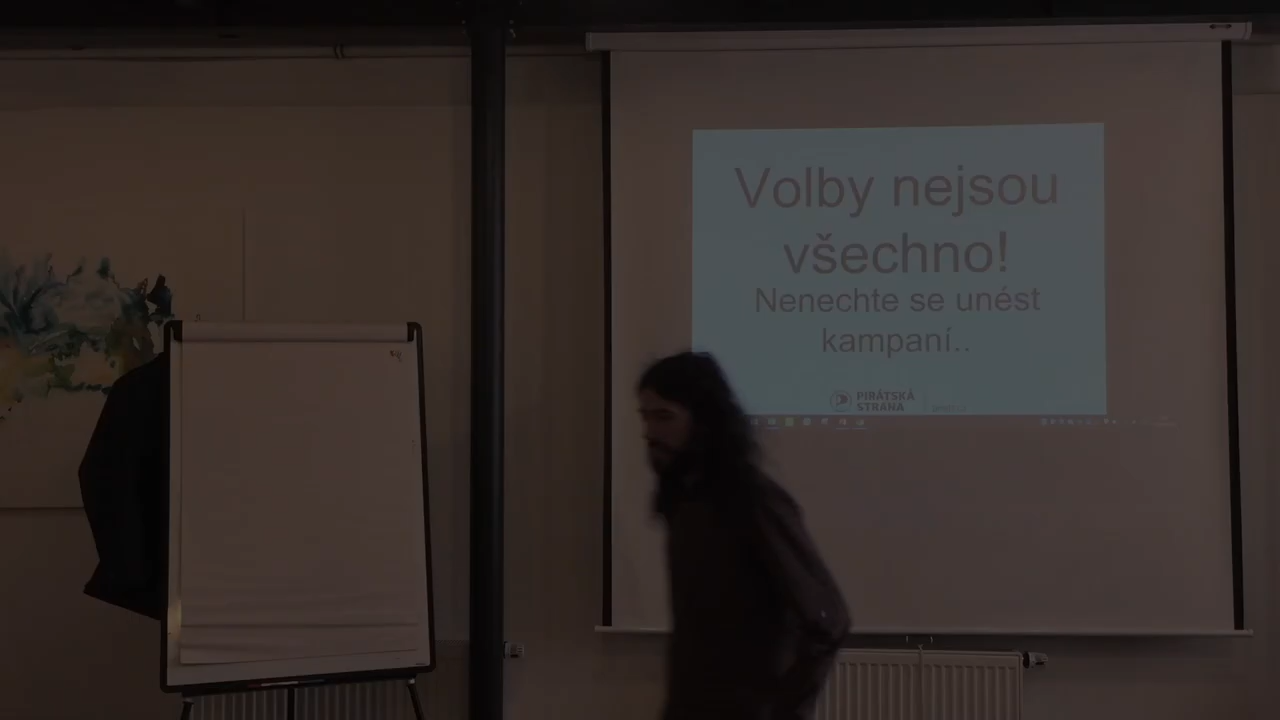 Volby nejsou
všechno!
Nenechte se unést
kampaní..
PIRÁTSKÁ
STRANA